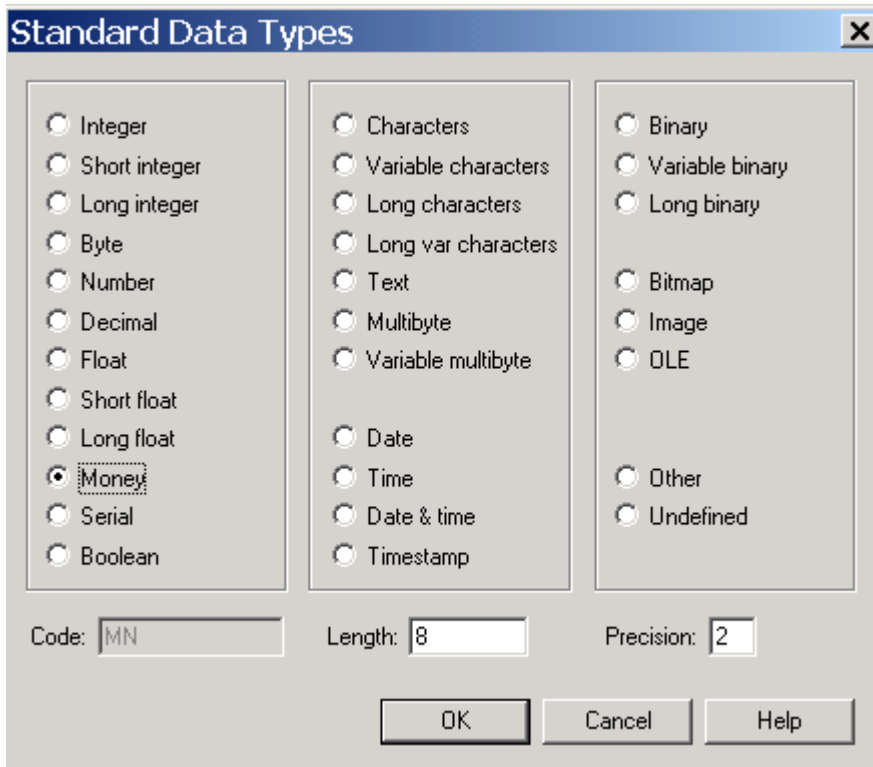 Standard Data Types
Integer
Short integer
Long integer
Byte
Number
Decimal
Float
Short float
Long float
Money
Serial
Boolean
Characters
Variable characters
Long characters
Long var characters
Text
Multibyte
Variable multibyte
Date
Time
Date & time
Timestamp
Binary
Variable binary
Long binary
Bitmap
Image
OLE
Other
Undefined
Code: MN
Length: 8
Precision: 2
OK
Cancel
Help